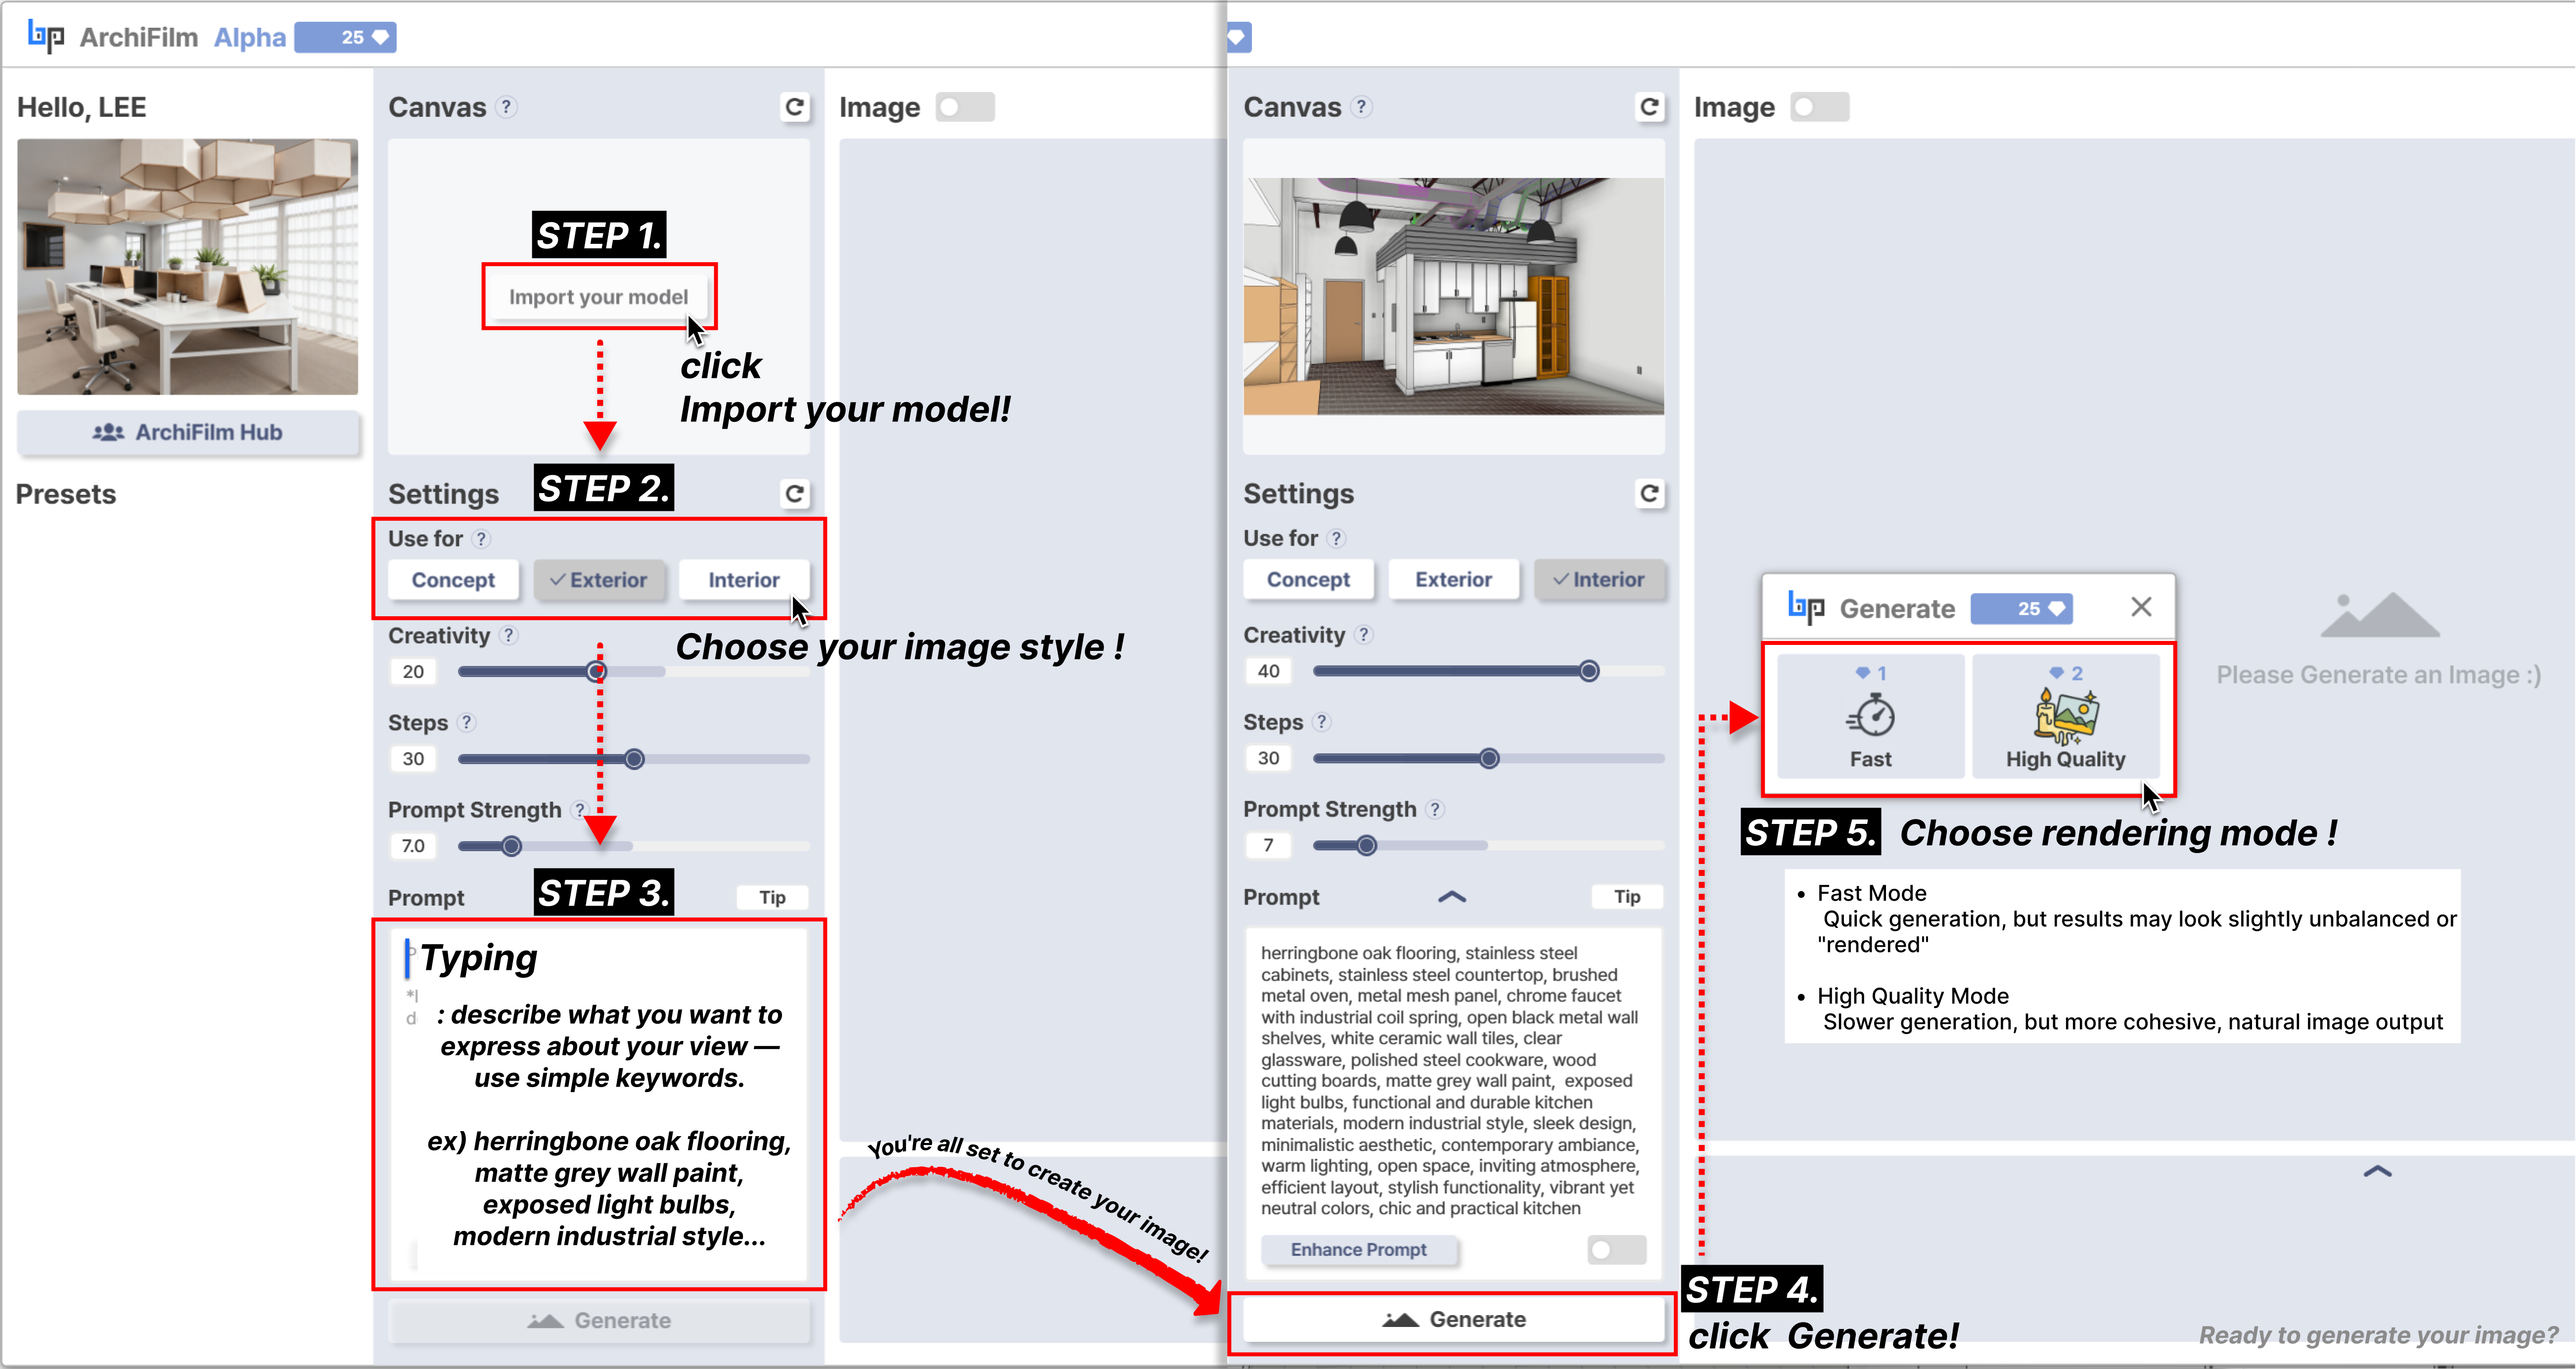 bp ArchiFilm Alpha 25
Hello, LEE
ArchiFilm Hub
Presets
Canvas ?
STEP 1.
Import your model
click
Import your model!
Settings
STEP 2.
Use for ?
Concept
Exterior
Interior
Choose your image style !
Creativity ?
20
Steps ?
30
Prompt Strength ?
7.0
Prompt
STEP 3.
Tip
Typing
*I
d
: describe what you want to
express about your view —
use simple keywords.
ex) herringbone oak flooring,
matte grey wall paint,
exposed light bulbs,
modern industrial style...
Generate
Image
You're all set to create your image!
Canvas ?
Settings
Use for ?
Concept
Exterior
Interior
Creativity ?
40
Steps ?
30
Prompt Strength ?
7
Prompt
Tip
herringbone oak flooring, stainless steel
cabinets, stainless steel countertop, brushed
metal oven, metal mesh panel, chrome faucet
with industrial coil spring, open black metal wall
shelves, white ceramic wall tiles, clear
glassware, polished steel cookware, wood
cutting boards, matte grey wall paint,  exposed
light bulbs, functional and durable kitchen
materials, modern industrial style, sleek design,
minimalistic aesthetic, contemporary ambiance,
warm lighting, open space, inviting atmosphere,
efficient layout, stylish functionality, vibrant yet
neutral colors, chic and practical kitchen
Enhance Prompt
Generate
STEP 4.
click Generate!
Image
bp Generate 25
1
Fast
2
High Quality
Please Generate an Image :)
STEP 5. Choose rendering mode !
• Fast Mode
Quick generation, but results may look slightly unbalanced or
"rendered"
• High Quality Mode
Slower generation, but more cohesive, natural image output
Ready to generate your image?